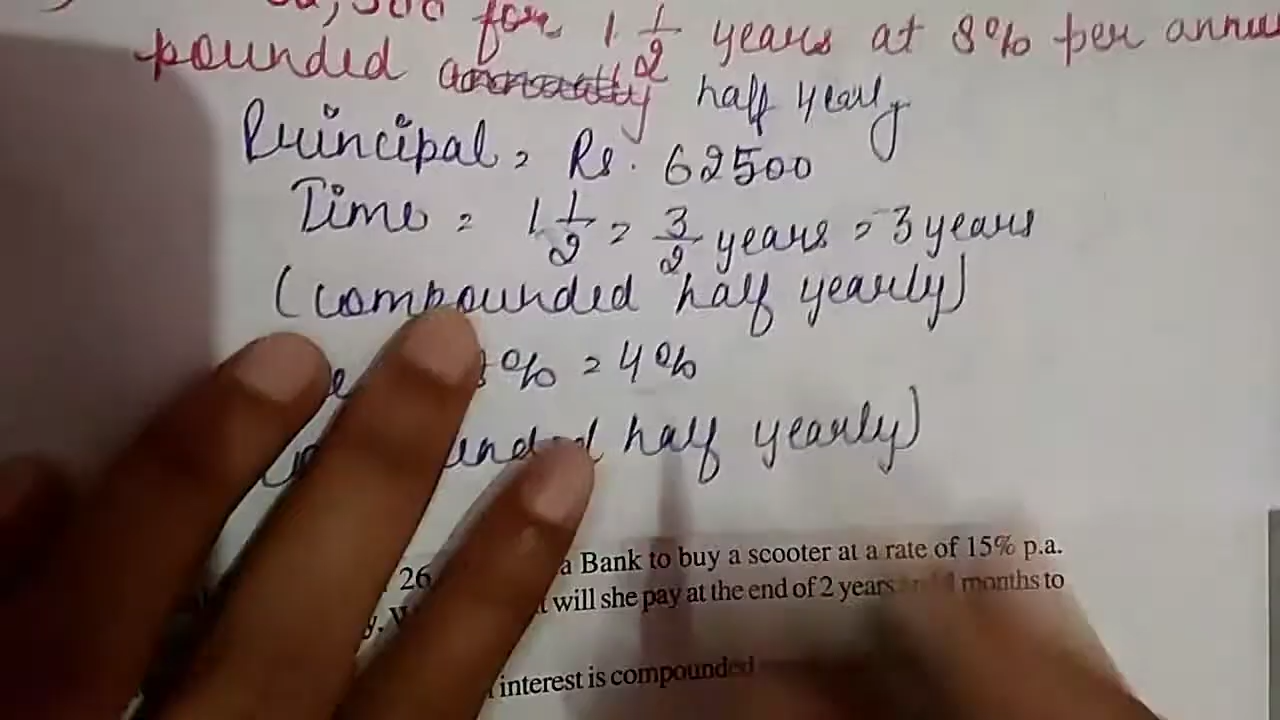 for 1 1/2 years at 8% per annu
pounded annually half yearly
Principal = Rs. 62500
Time = 1 1/2 = 3/2 years = 3 years
(compounded half yearly)
% = 4%
half yearly)
26 a Bank to buy a scooter at a rate of 15% p.a.
will she pay at the end of 2 years months to
interest is compounded